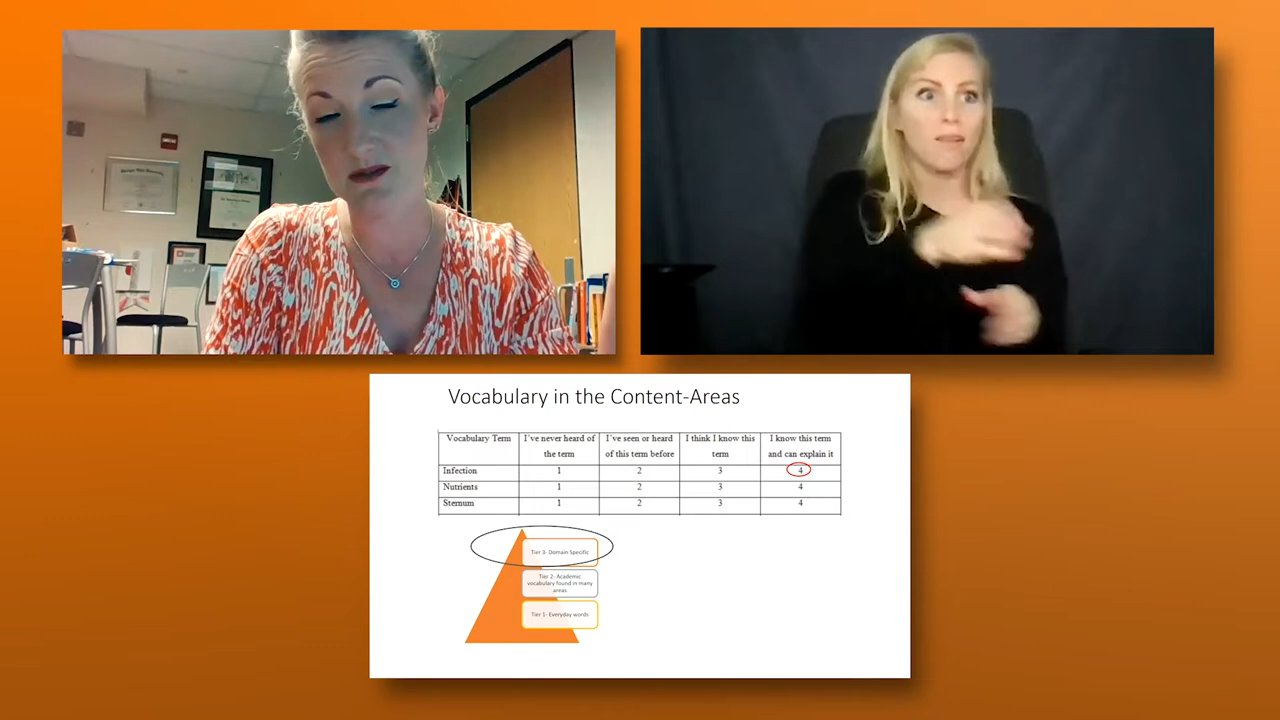 Vocabulary in the Content-Areas
Vocabulary Term I've never heard of the term I've seen or heard of this term before I think I know this term I know this term and can explain it
Infection 1 2 3 4
Nutrients 1 2 3 4
Sternum 1 2 3 4
Tier 3- Domain Specific
Tier 2- Academic
vocabulary found in many
areas
Tier 1- Everyday words